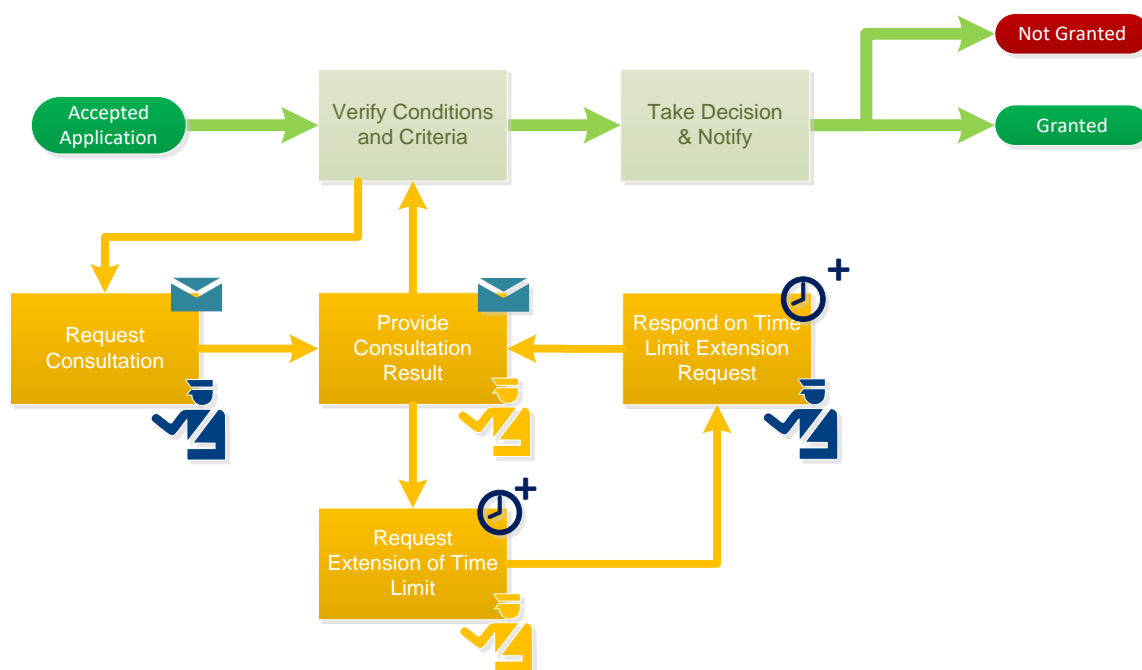 Not Granted
Accepted
Application
Verify Conditions
and Criteria
Take Decision
& Notify
Granted
Request
Consultation
Provide
Consultation
Result
Respond on Time
Limit Extension
Request
Request
Extension of Time
Limit